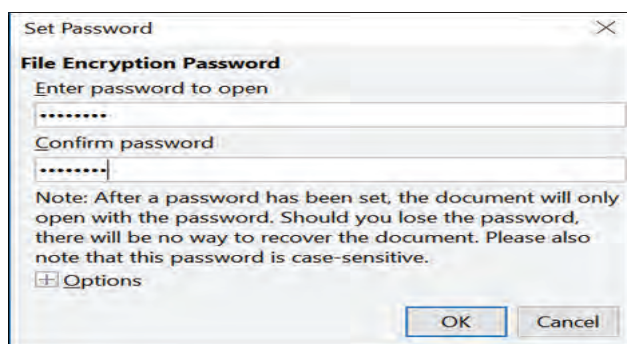 Set Password
File Encryption Password
Enter password to open
••••••••
Confirm password
••••••••
Note: After a password has been set, the document will only
open with the password. Should you lose the password,
there will be no way to recover the document. Please also
note that this password is case-sensitive.
Options
OK Cancel